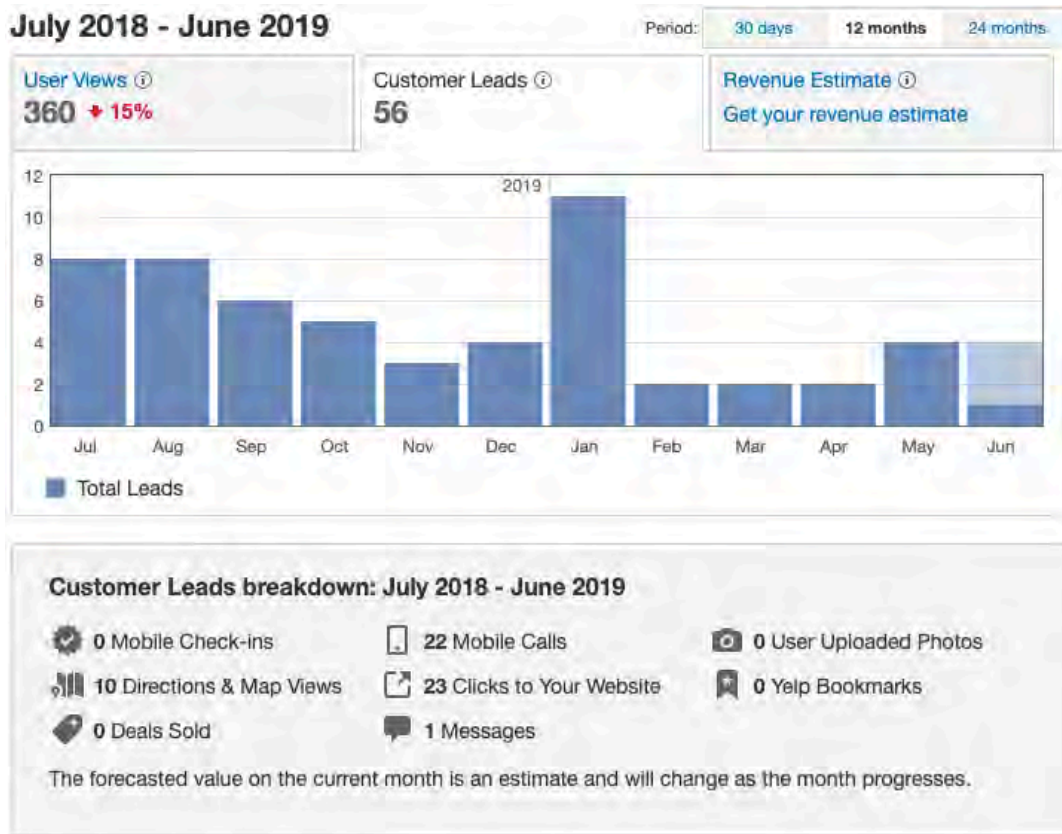 July 2018 - June 2019
Period: 30 days 12 months 24 months
User Views
360 15%
Customer Leads
56
Revenue Estimate
Get your revenue estimate
12
10
8
6
4
2
0
2019
Jul Aug Sep Oct Nov Dec Jan Feb Mar Apr May Jun
Total Leads
Customer Leads breakdown: July 2018 - June 2019
0 Mobile Check-ins
22 Mobile Calls
0 User Uploaded Photos
10 Directions & Map Views
23 Clicks to Your Website
0 Yelp Bookmarks
0 Deals Sold
1 Messages
The forecasted value on the current month is an estimate and will change as the month progresses.